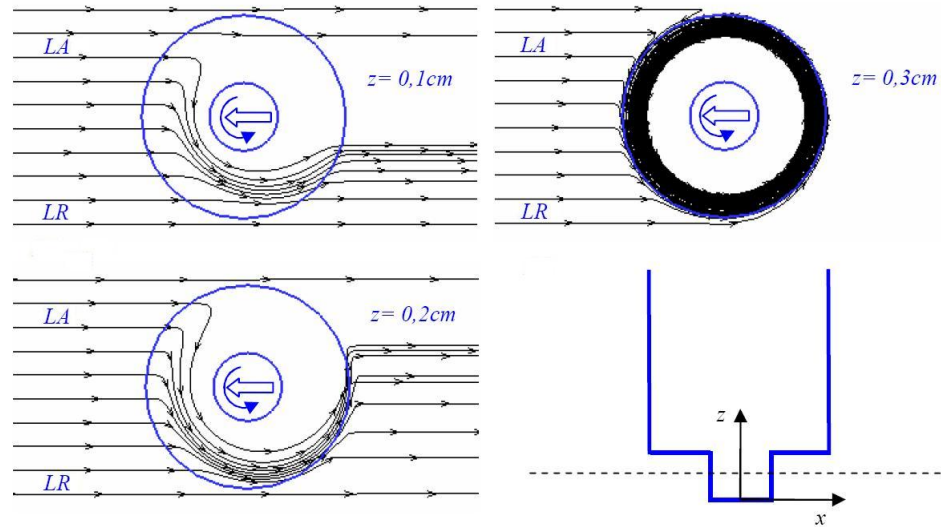 LA
z= 0,1cm
LR
LA
z= 0,3cm
LR
LA
z= 0,2cm
LR
z
x